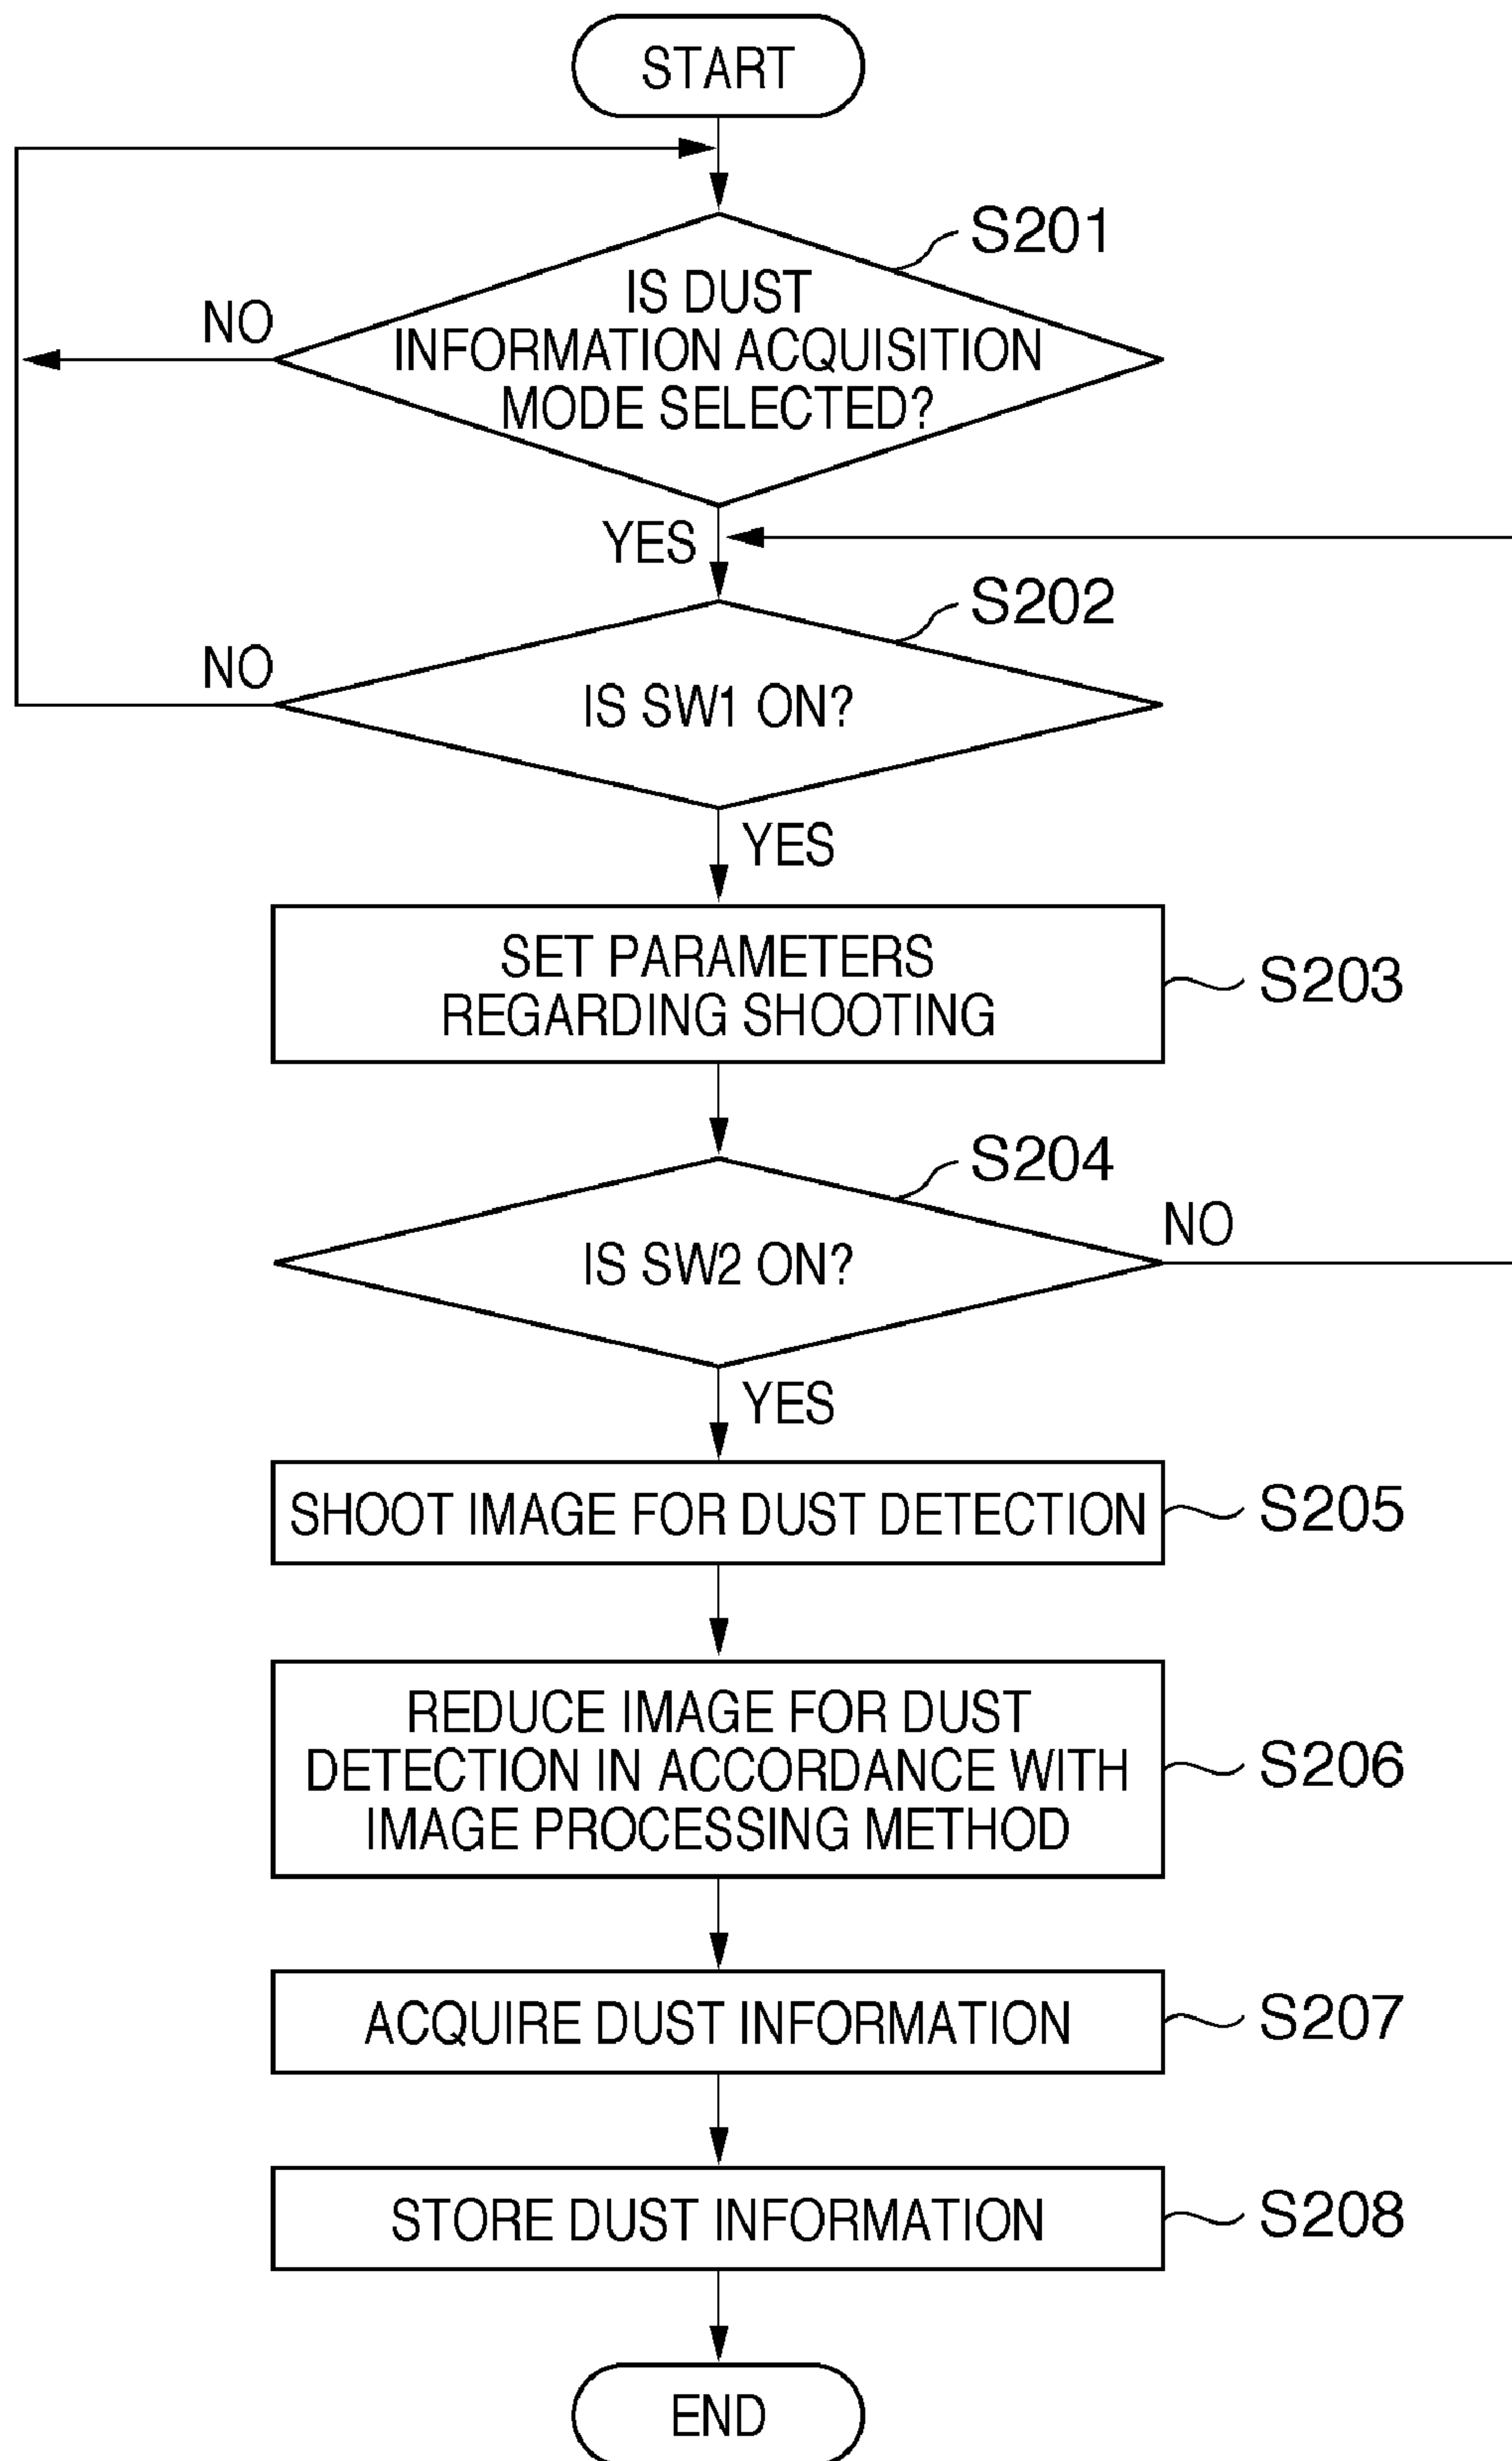 START
S201
IS DUST
INFORMATION ACQUISITION
MODE SELECTED?
NO
YES
S202
NO
IS SW1 ON?
YES
SET PARAMETERS
REGARDING SHOOTING
S203
S204
NO
IS SW2 ON?
YES
SHOOT IMAGE FOR DUST DETECTION
S205
REDUCE IMAGE FOR DUST
DETECTION IN ACCORDANCE WITH
IMAGE PROCESSING METHOD
S206
ACQUIRE DUST INFORMATION
S207
STORE DUST INFORMATION
S208
END